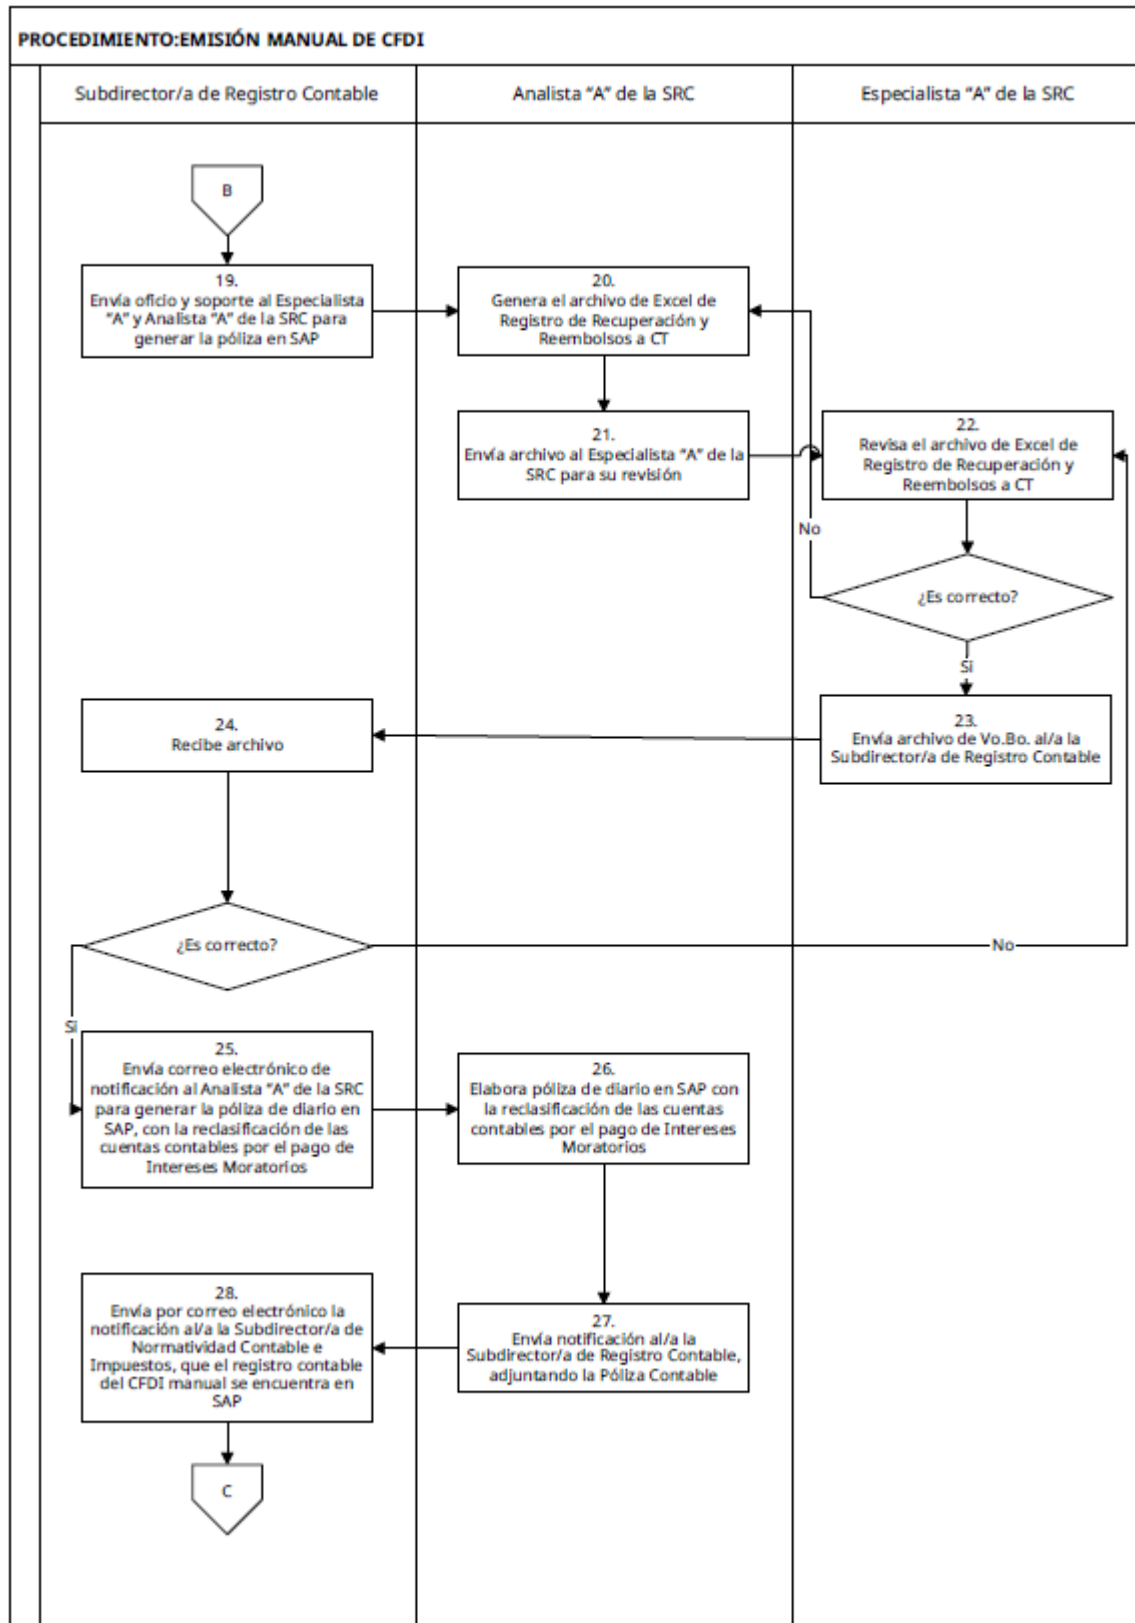 PROCEDIMIENTO:EMISIÓN MANUAL DE CFDI
Subdirector/a de Registro Contable
Analista “A” de la SRC
Especialista “A” de la SRC
B
19.
Envía oficio y soporte al Especialista
“A” y Analista “A” de la SRC para
generar la póliza en SAP
20.
Genera el archivo de Excel de
Registro de Recuperación y
Reembolsos a CT
21.
Envía archivo al Especialista “A” de la
SRC para su revisión
22.
Revisa el archivo de Excel de
Registro de Recuperación y
Reembolsos a CT
No
¿Es correcto?
Si
23.
Envía archivo de Vo.Bo. al/a la
Subdirector/a de Registro Contable
24.
Recibe archivo
¿Es correcto?
No
Si
25.
Envía correo electrónico de
notificación al Analista “A” de la SRC
para generar la póliza de diario en
SAP, con la reclasificación de las
cuentas contables por el pago de
Intereses Moratorios
26.
Elabora póliza de diario en SAP con
la reclasificación de las cuentas
contables por el pago de Intereses
Moratorios
27.
Envía notificación al/a la
Subdirector/a de Registro Contable,
adjuntando la Póliza Contable
28.
Envía por correo electrónico la
notificación al/a la Subdirector/a de
Normatividad Contable e
Impuestos, que el registro contable
del CFDI manual se encuentra en
SAP
C